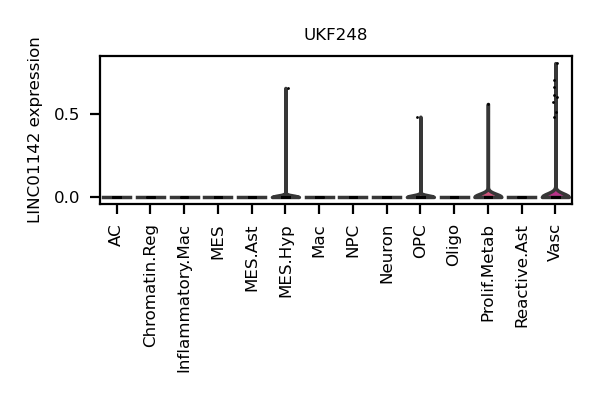 UKF248
LINC01142 expression
0.5
0.0
AC
Chromatin.Reg
Inflammatory.Mac
MES
MES.Ast
MES.Hyp
Mac
NPC
Neuron
OPC
Oligo
Prolif.Metab
Reactive.Ast
Vasc